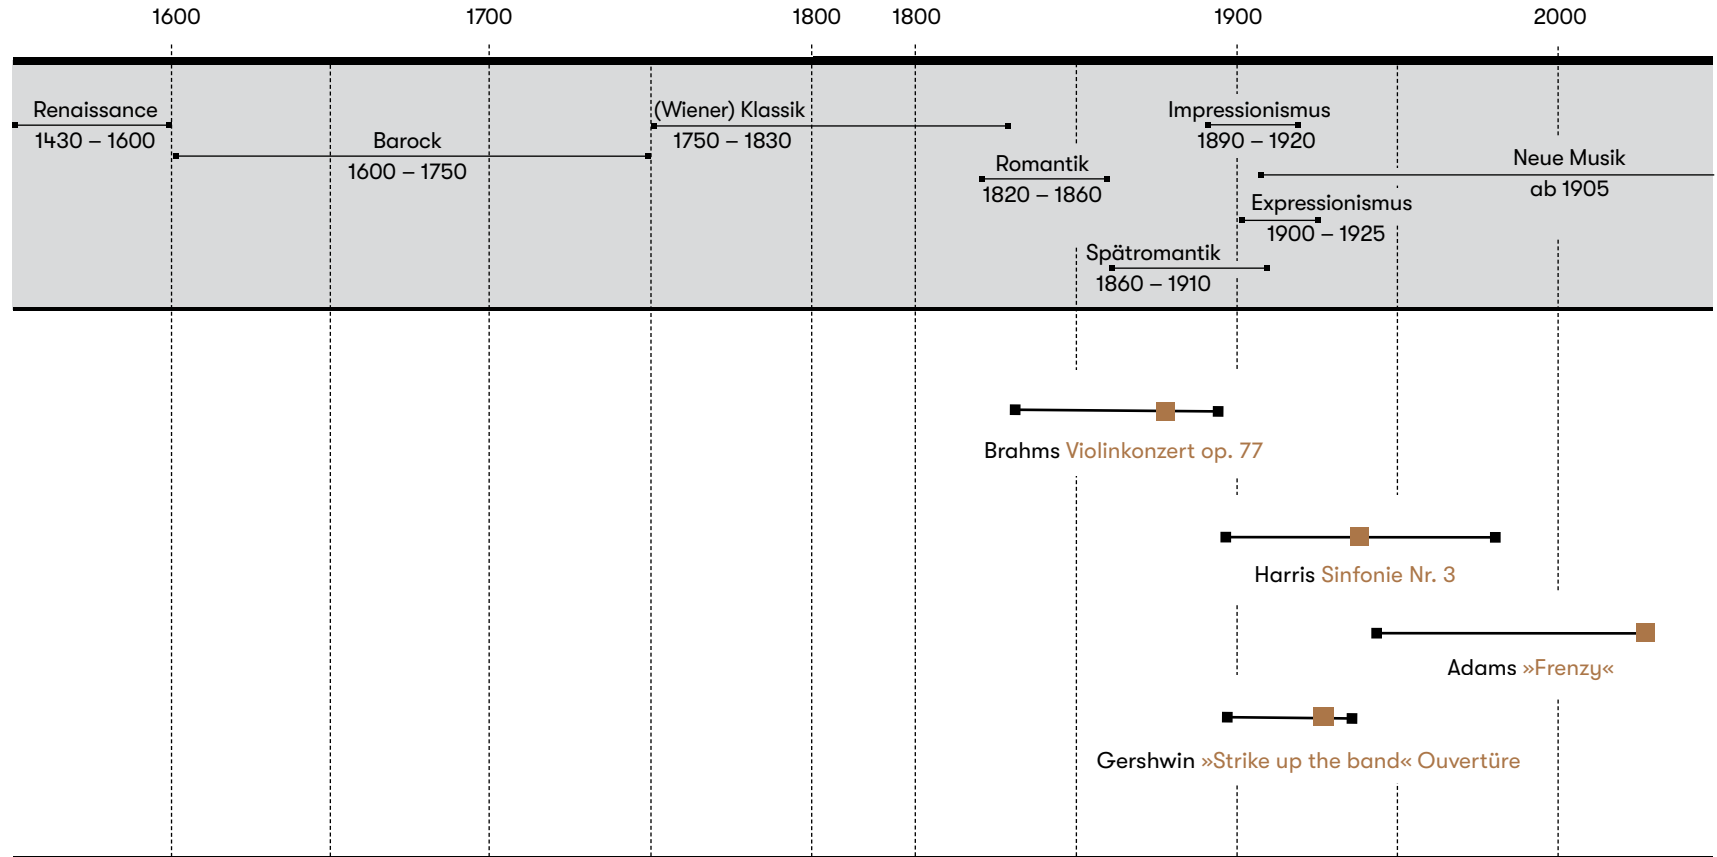 1600 1700 1800 1800 1900 2000
Renaissance
1430 – 1600
Barock
1600 – 1750
(Wiener) Klassik
1750 – 1830
Romantik
1820 – 1860
Spätromantik
1860 – 1910
Impressionismus
1890 – 1920
Expressionismus
1900 – 1925
Neue Musik
ab 1905
Brahms Violinkonzert op. 77
Harris Sinfonie Nr. 3
Adams »Frenzy«
Gershwin »Strike up the band« Ouvertüre